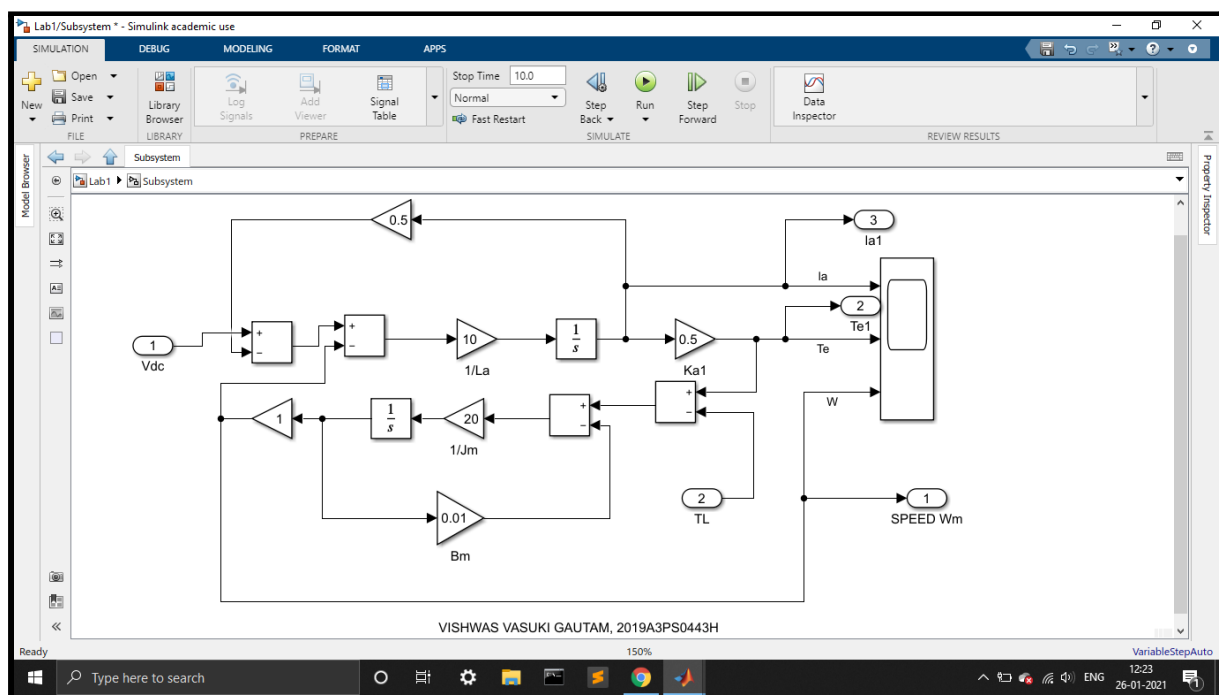 Lab1/Subsystem * - Simulink academic use
SIMULATION DEBUG MODELING FORMAT APPS
New
Open
Save
Print
FILE
Library
Browser
LIBRARY
Log
Signals
Add
Viewer
Signal
Table
PREPARE
Stop Time 10.0
Normal
Fast Restart
Step
Back
Run
Step
Forward
Stop
SIMULATE
Data
Inspector
REVIEW RESULTS
Model Browser
Property Inspector
Subsystem
Lab1 Subsystem
0.5
3
Ia1
Ia
2
Te1
Te
1
Vdc
+
−
+
−
10
1/La
1
s
0.5
Ka1
+
−
W
1
1
s
20
1/Jm
+
−
0.01
Bm
2
TL
1
SPEED Wm
VISHWAS VASUKI GAUTAM, 2019A3PS0443H
Ready 150% VariableStepAuto
Type here to search
ENG
12:23
26-01-2021
1